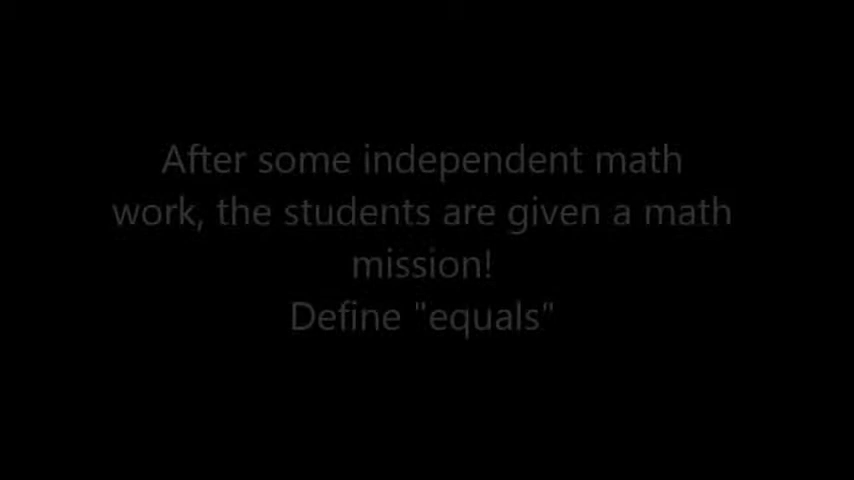 After some independent math
work, the students are given a math
mission!
Define "equals"